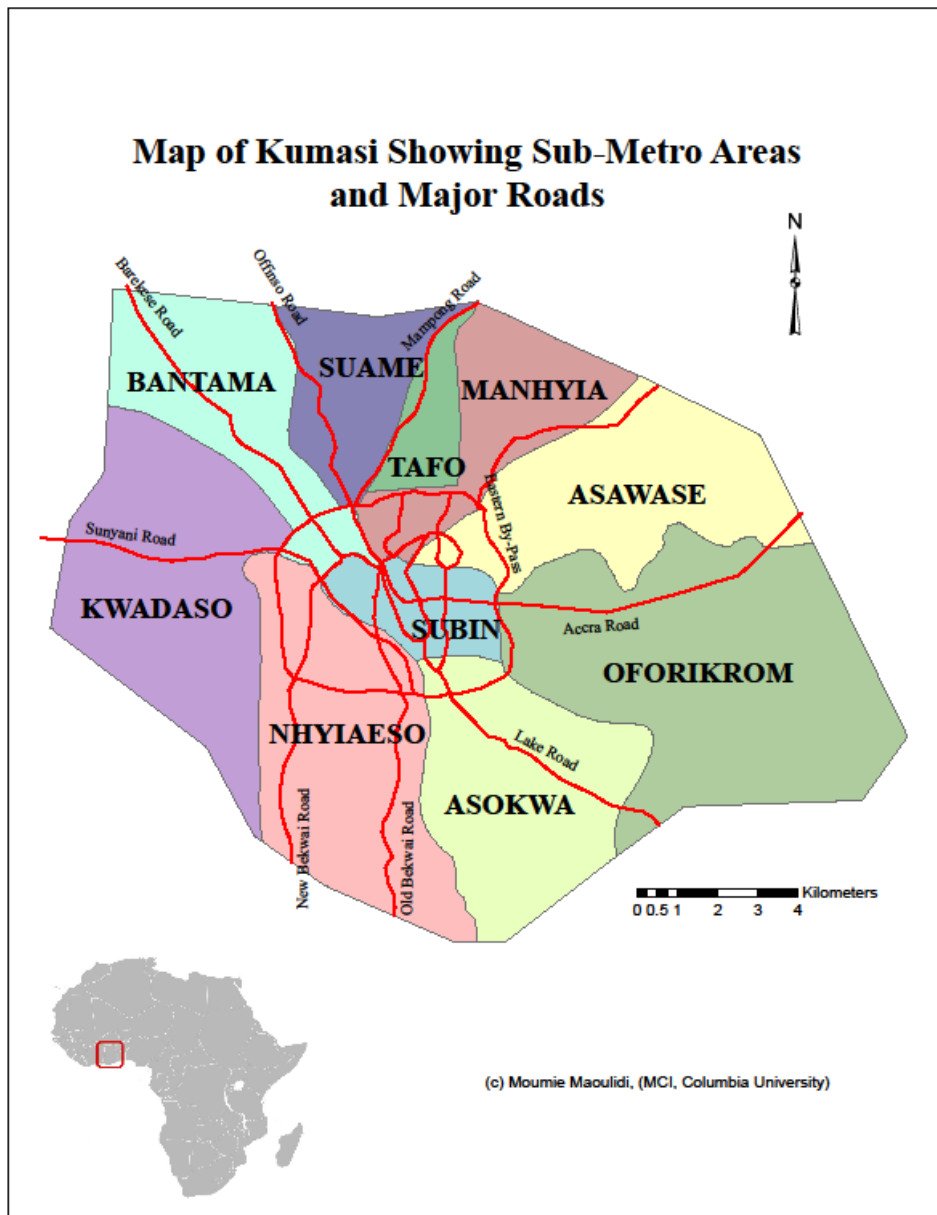 Map of Kumasi Showing Sub-Metro Areas
and Major Roads
N
Barekese Road
Offinso Road
Mampong Road
SUAME
BANTAMA
MANHYIA
TAFO
ASAWASE
Eastern By-Pass
Sunyani Road
KWADASO
SUBIN
Accra Road
OFORIKROM
NHYIAESO
Lake Road
ASOKWA
New Bekwai Road
Old Bekwai Road
Kilometers
0 0.5 1 2 3 4
(c) Moumie Maoulidi, (MCI, Columbia University)